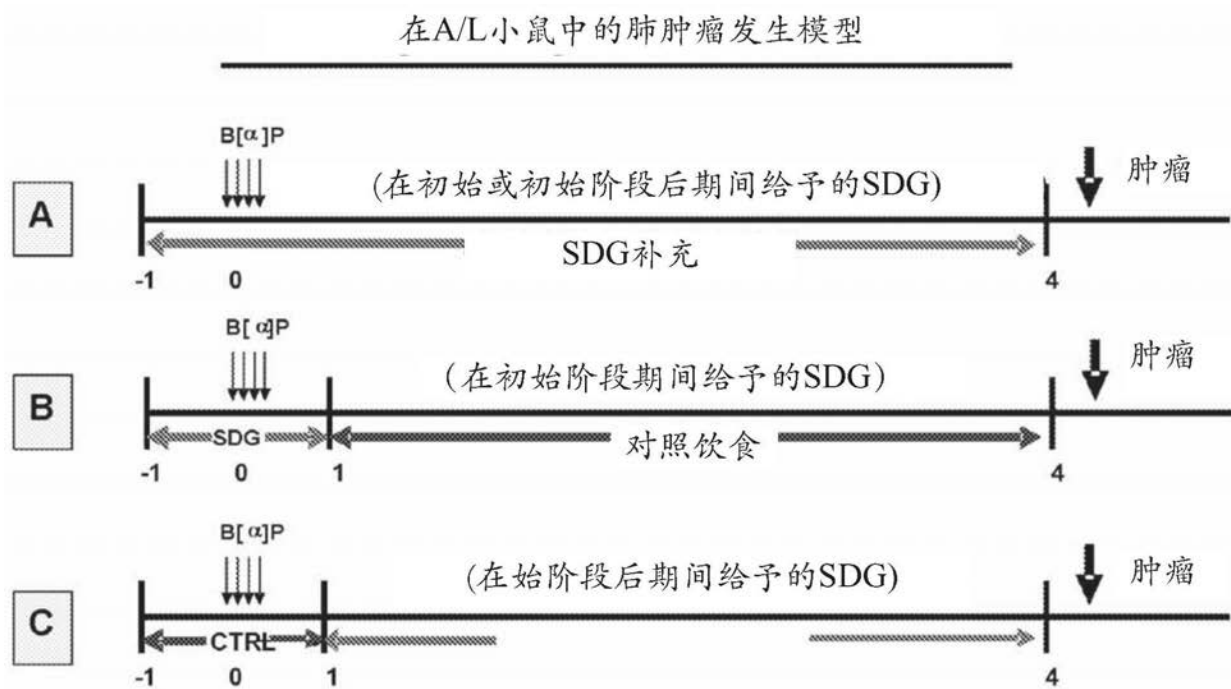 在A/L小鼠中的肺肿瘤发生模型
B[α]P
A
(在初始或初始阶段后期间给予的SDG)
肿瘤
SDG补充
-1 0 4
B[α]P
B
(在初始阶段期间给予的SDG)
肿瘤
SDG
对照饮食
-1 0 1 4
B[α]P
C
(在始阶段后期间给予的SDG)
肿瘤
CTRL
-1 0 1 4